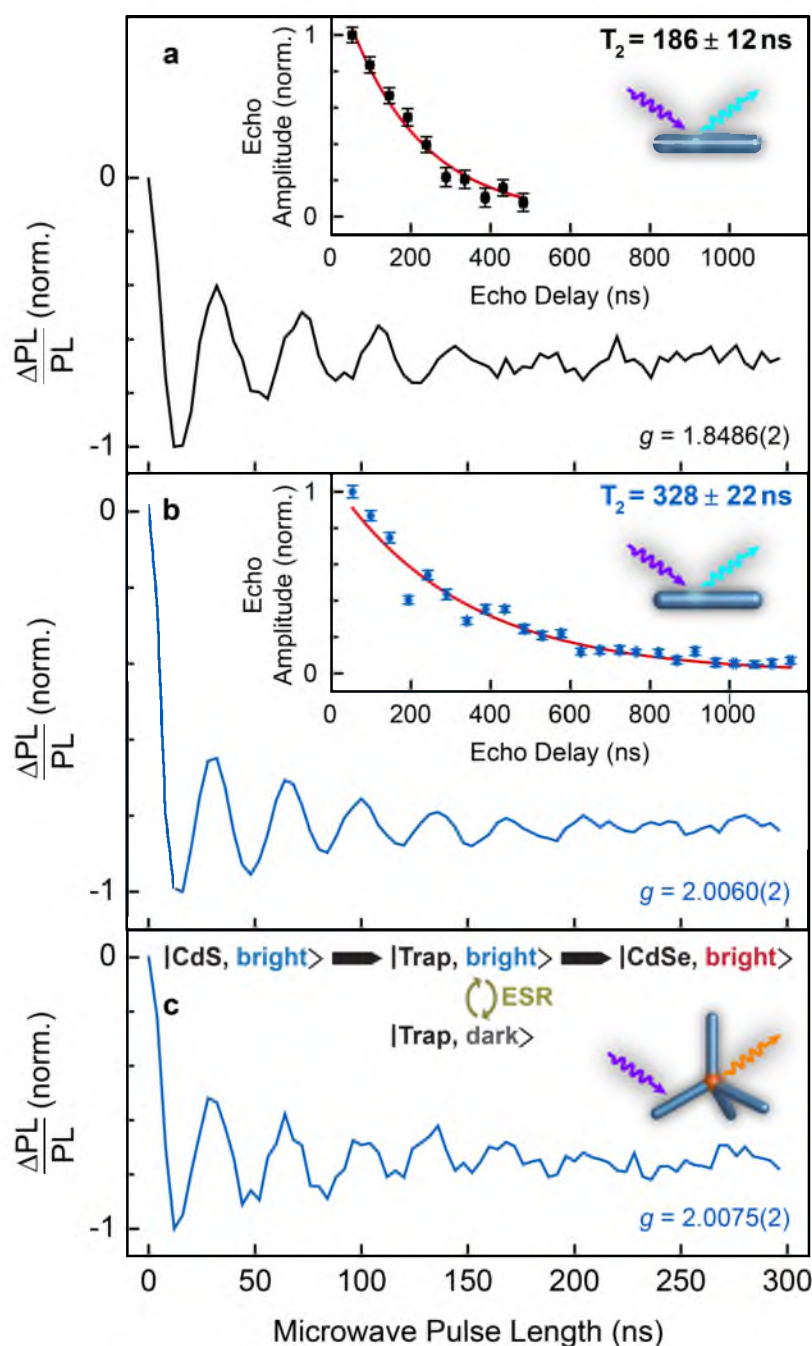 a
T2 = 186 ± 12 ns
Echo
Amplitude (norm.)
1
0
0 200 400 600 800 1000
Echo Delay (ns)
0
-1
ΔPL
PL
(norm.)
g = 1.8486(2)
b
T2 = 328 ± 22 ns
Echo
Amplitude (norm.)
1
0
0 200 400 600 800 1000
Echo Delay (ns)
0
-1
ΔPL
PL
(norm.)
g = 2.0060(2)
|CdS, bright> |Trap, bright> |CdSe, bright>
c
ESR
|Trap, dark>
0
-1
ΔPL
PL
(norm.)
g = 2.0075(2)
0 50 100 150 200 250 300
Microwave Pulse Length (ns)